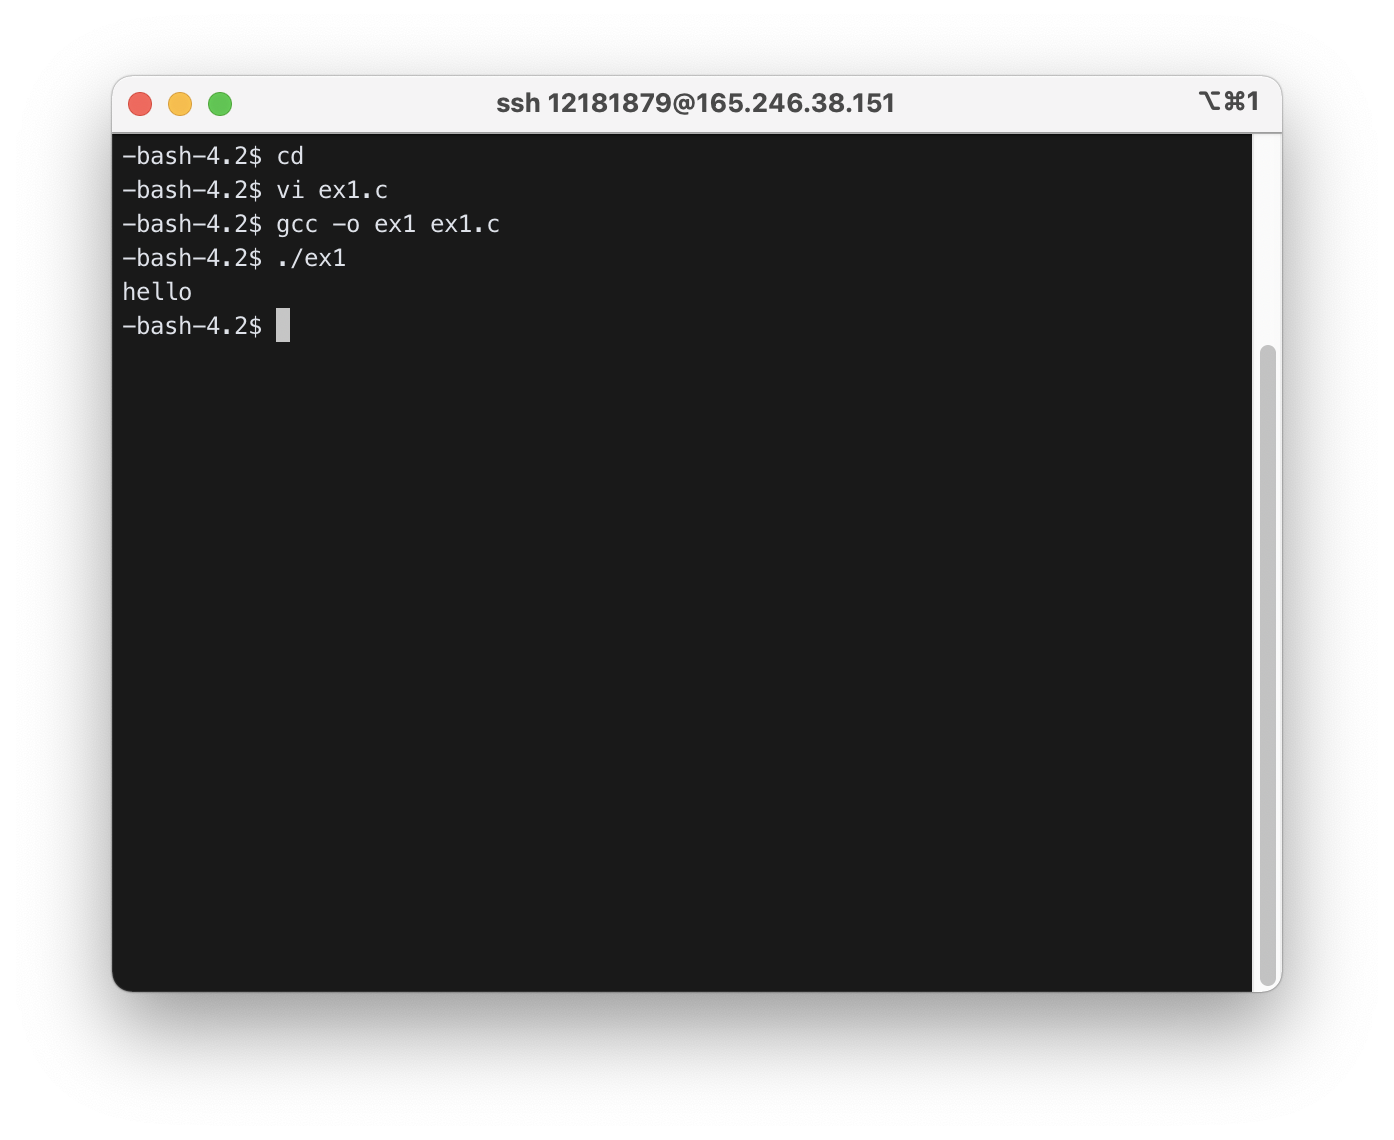 ssh 12181879@165.246.38.151
⌥⌘1
-bash-4.2$ cd
-bash-4.2$ vi ex1.c
-bash-4.2$ gcc -o ex1 ex1.c
-bash-4.2$ ./ex1
hello
-bash-4.2$